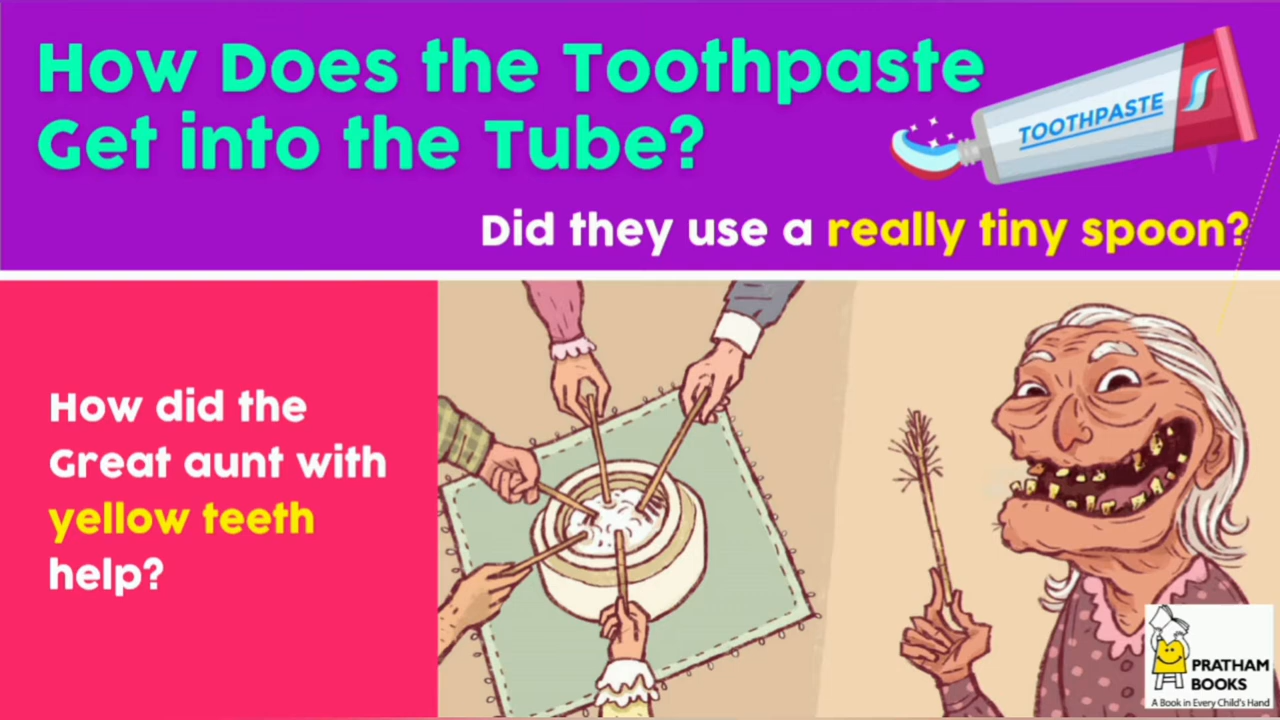 How Does the Toothpaste
Get into the Tube?
TOOTHPASTE
Did they use a really tiny spoon?
How did the
Great aunt with
yellow teeth
help?
PRATHAM
BOOKS
A Book in Every Child's Hand